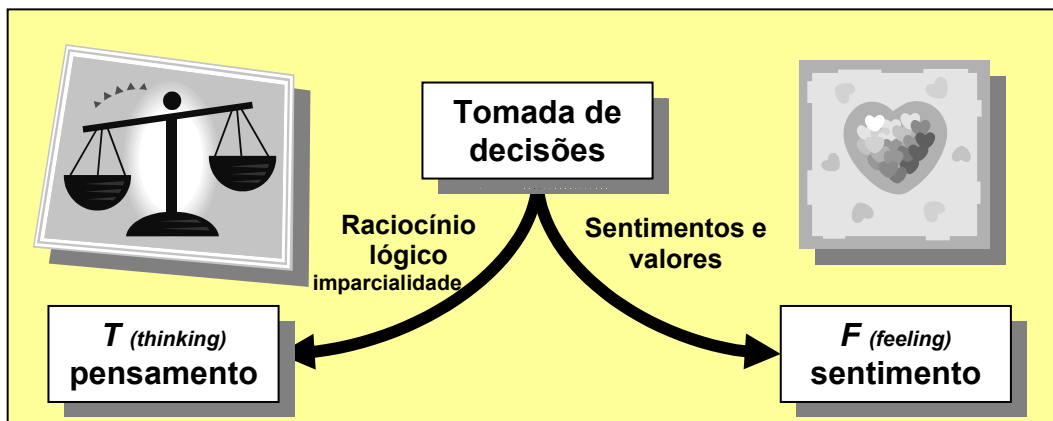 Tomada de
decisões
Raciocínio
lógico
imparcialidade
Sentimentos e
valores
T (thinking)
pensamento
F (feeling)
sentimento